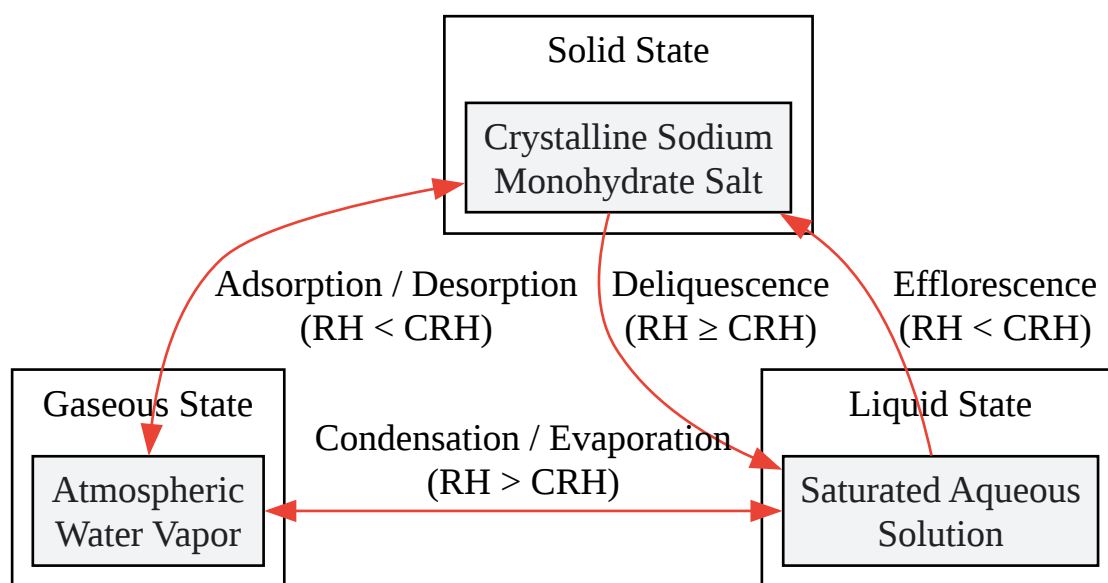 Solid State
Crystalline Sodium
Monohydrate Salt
Adsorption / Desorption
(RH < CRH)
Deliquescence
(RH ≥ CRH)
Efflorescence
(RH < CRH)
Gaseous State
Atmospheric
Water Vapor
Condensation / Evaporation
(RH > CRH)
Liquid State
Saturated Aqueous
Solution